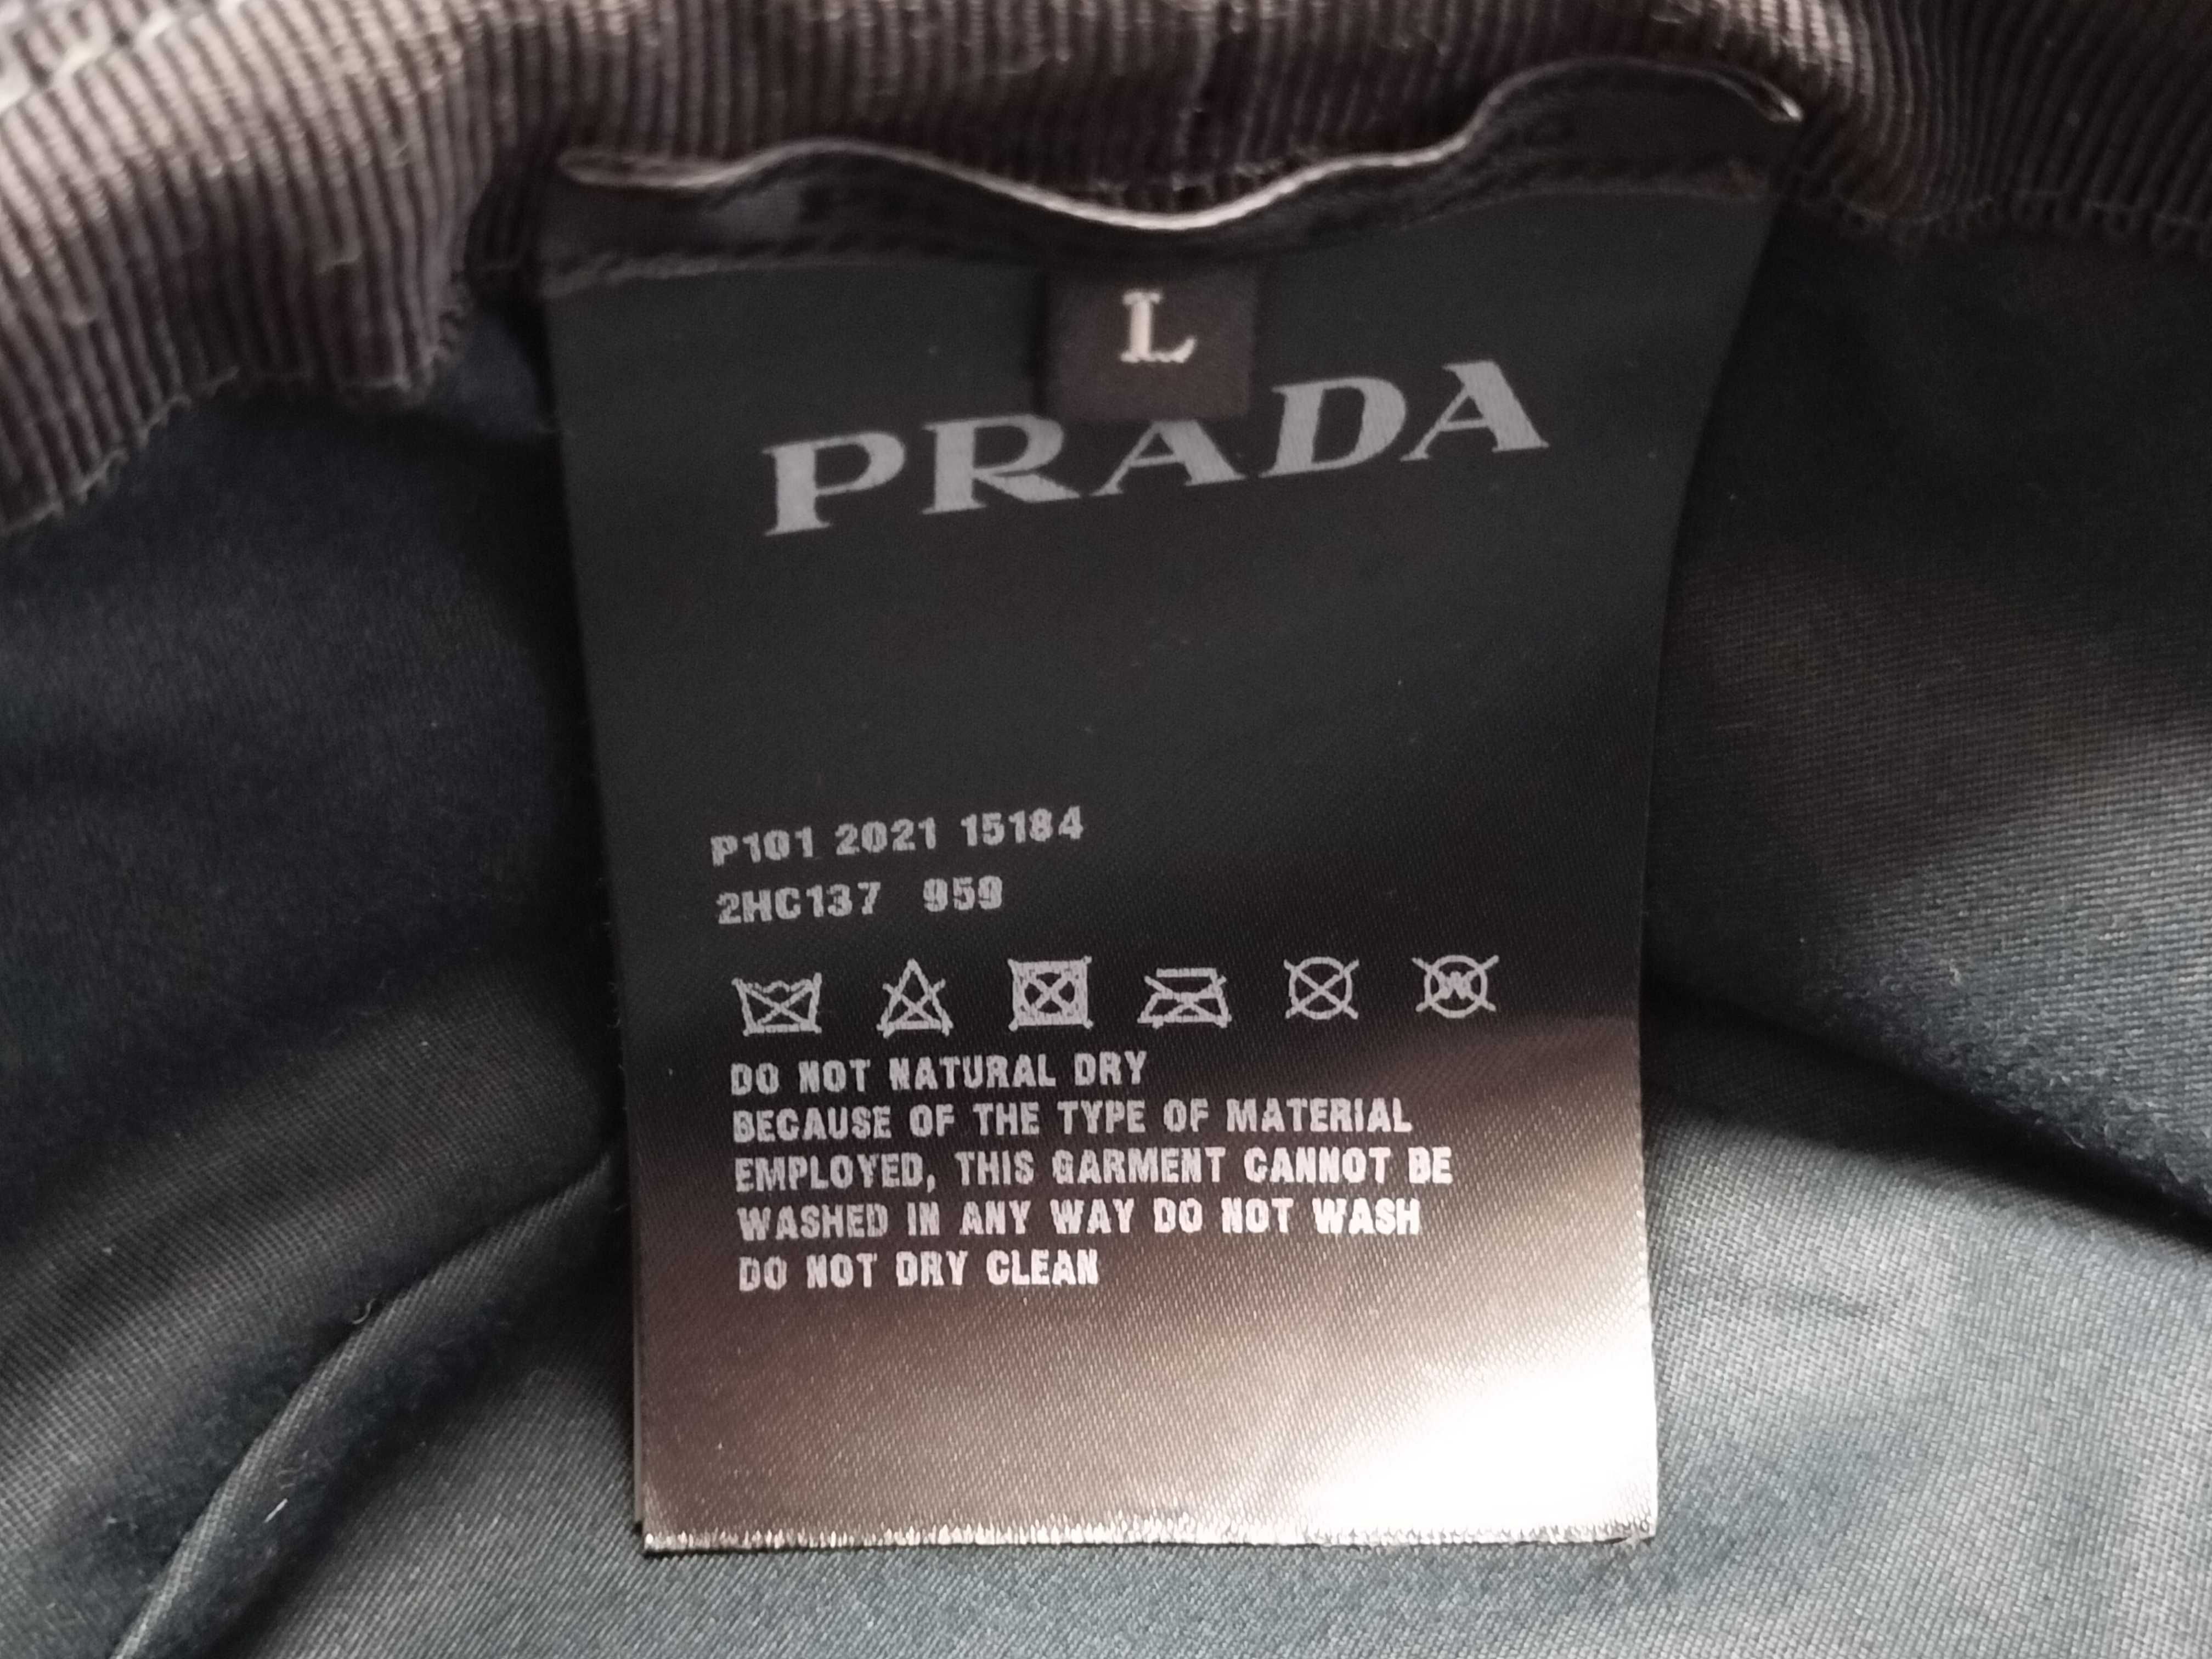 L
PRADA
P101 2021 15184
2HC137 959
W
DO NOT NATURAL DRY
BECAUSE OF THE TYPE OF MATERIAL
EMPLOYED, THIS GARMENT CANNOT BE
WASHED IN ANY WAY DO NOT WASH
DO NOT DRY CLEAN